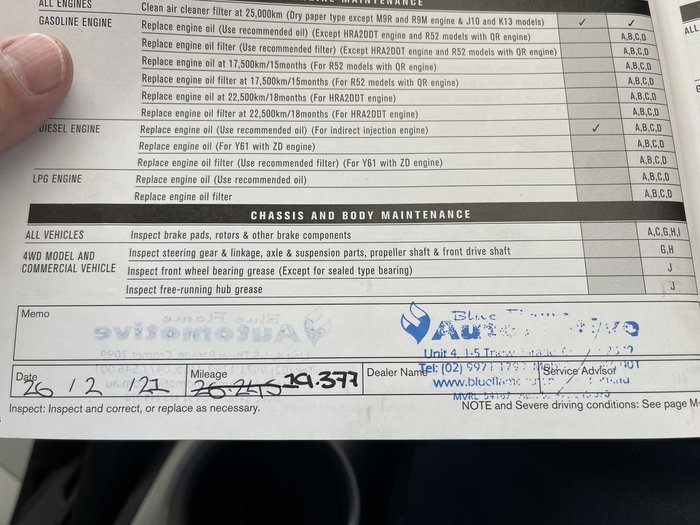 ALL ENGINES
MAINTENANCE
Clean air cleaner filter at 25,000km (Dry paper type except M9R and R9M engine & J10 and K13 models) ✓ ✓
GASOLINE ENGINE Replace engine oil (Use recommended oil) (Except HRA2DDT engine and R52 models with QR engine) A,B,C,D
Replace engine oil filter (Use recommended filter) (Except HRA2DDT engine and R52 models with QR engine) A,B,C,D
Replace engine oil at 17,500km/15months (For R52 models with QR engine) A,B,C,D
Replace engine oil filter at 17,500km/15months (For R52 models with QR engine) A,B,C,D
Replace engine oil at 22,500km/18months (For HRA2DDT engine) A,B,C,D
Replace engine oil filter at 22,500km/18months (For HRA2DDT engine) A,B,C,D
DIESEL ENGINE Replace engine oil (Use recommended oil) (For indirect injection engine) ✓ A,B,C,D
Replace engine oil (For Y61 with ZD engine) A,B,C,D
Replace engine oil filter (Use recommended filter) (For Y61 with ZD engine) A,B,C,D
LPG ENGINE Replace engine oil (Use recommended oil) A,B,C,D
Replace engine oil filter A,B,C,D
CHASSIS AND BODY MAINTENANCE
ALL VEHICLES Inspect brake pads, rotors & other brake components A,C,G,H,I
4WD MODEL AND COMMERCIAL VEHICLE Inspect steering gear & linkage, axle & suspension parts, propeller shaft & front drive shaft G,H
Inspect front wheel bearing grease (Except for sealed type bearing) J
Inspect free-running hub grease J
Memo
Blue Flame
Automotive
Unit 4, 1-5
Tel: (02) 9971 1797
Date 26/2/21 Mileage 26.245 19.377 Dealer Name Service Advisor
Inspect: Inspect and correct, or replace as necessary. NOTE and Severe driving conditions: See page M-
ALL